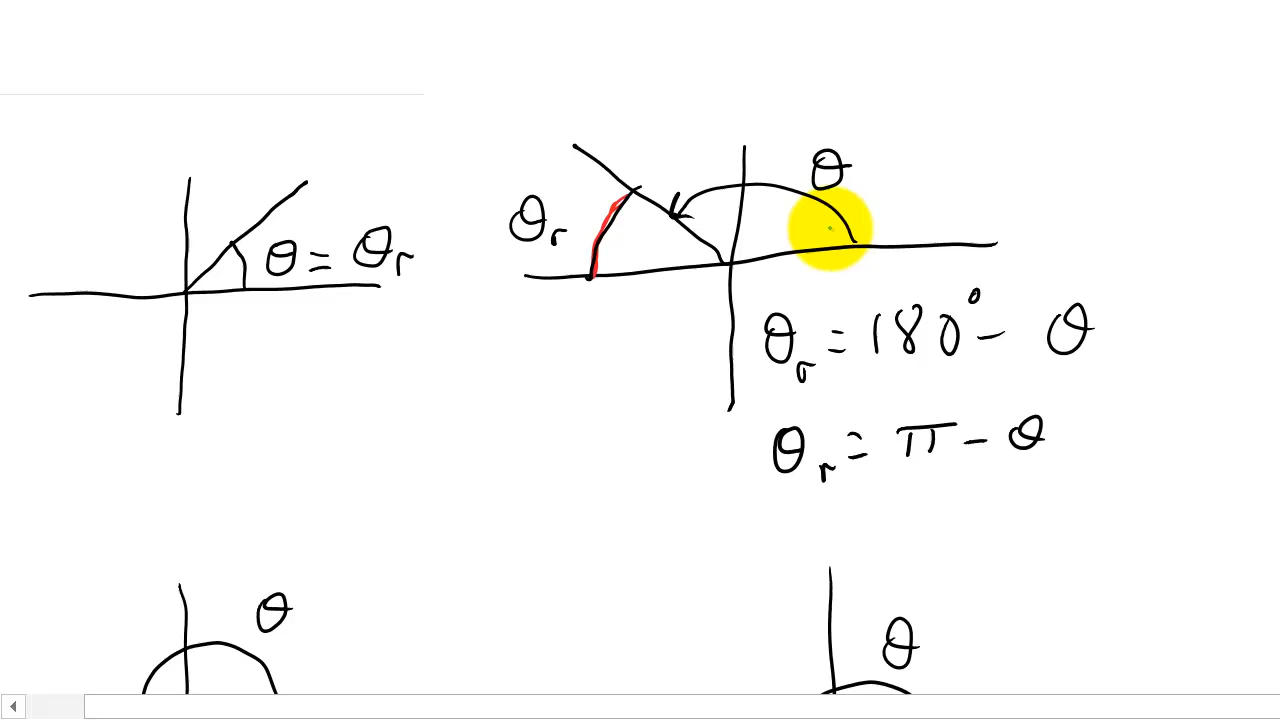 θ = θr
θ
θr
θr = 180° - θ
θr = π - θ
θ
θ